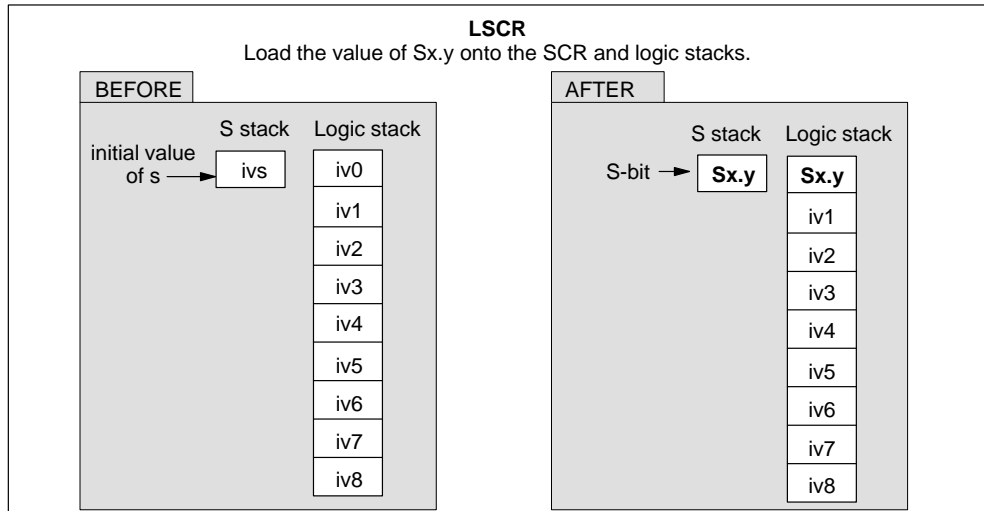 LSCR
Load the value of Sx.y onto the SCR and logic stacks.
BEFORE
S stack
Logic stack
initial value
of s
ivs
iv0
iv1
iv2
iv3
iv4
iv5
iv6
iv7
iv8
AFTER
S stack
Logic stack
S-bit
Sx.y
Sx.y
iv1
iv2
iv3
iv4
iv5
iv6
iv7
iv8